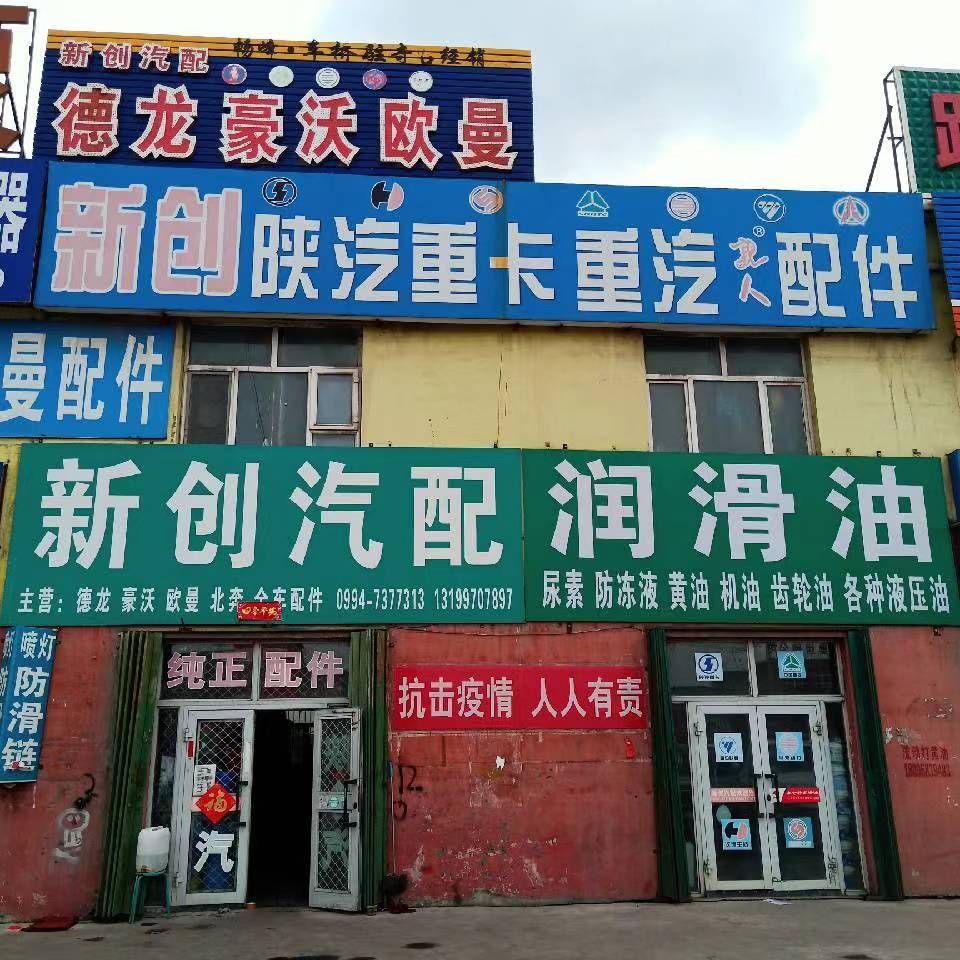 新创汽配
畅峰·车桥驻奇台经销
德龙豪沃欧曼
器
新创陕汽重卡重汽亲人配件
曼配件
新创汽配
主营：德龙 豪沃 欧曼 北奔 全车配件 0994-7377313 13199707897
润滑油
尿素 防冻液 黄油 机油 齿轮油 各种液压油
喷灯
防滑链
纯正配件
抗击疫情 人人有责
福
汽